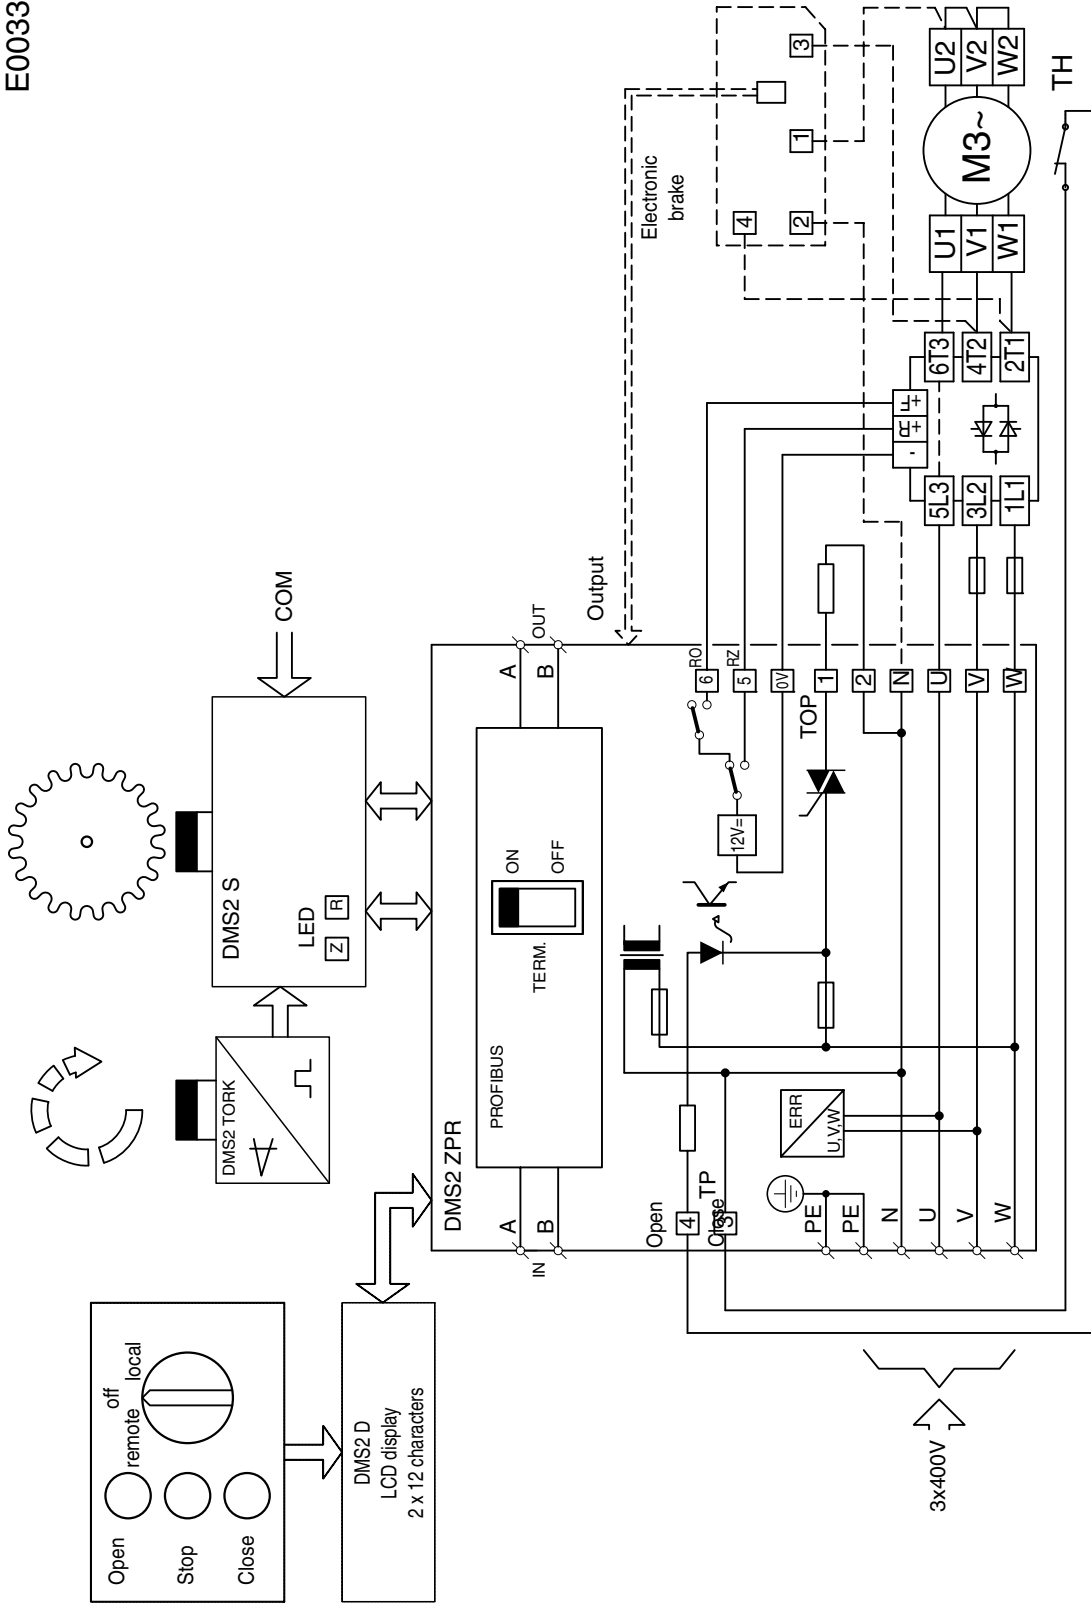 E0033
Open
Stop
Close
remote
off
local
DMS2 D
LCD display
2 x 12 characters
DMS2 TORK
DMS2 S
LED
Z
R
COM
DMS2 ZPR
IN
A
B
PROFIBUS
TERM.
ON
OFF
A
B
OUT
Output
Electronic
brake
4
2
1
3
Open
4
TP
Close
3
12V=
6
RO
5
RZ
0V
TOP
1
2
N
U
V
W
ERR
U,V,W
PE
PE
N
U
V
W
3x400V
-
+R
+F
5L3
3L2
1L1
6T3
4T2
2T1
U1
V1
W1
M3~
U2
V2
W2
TH